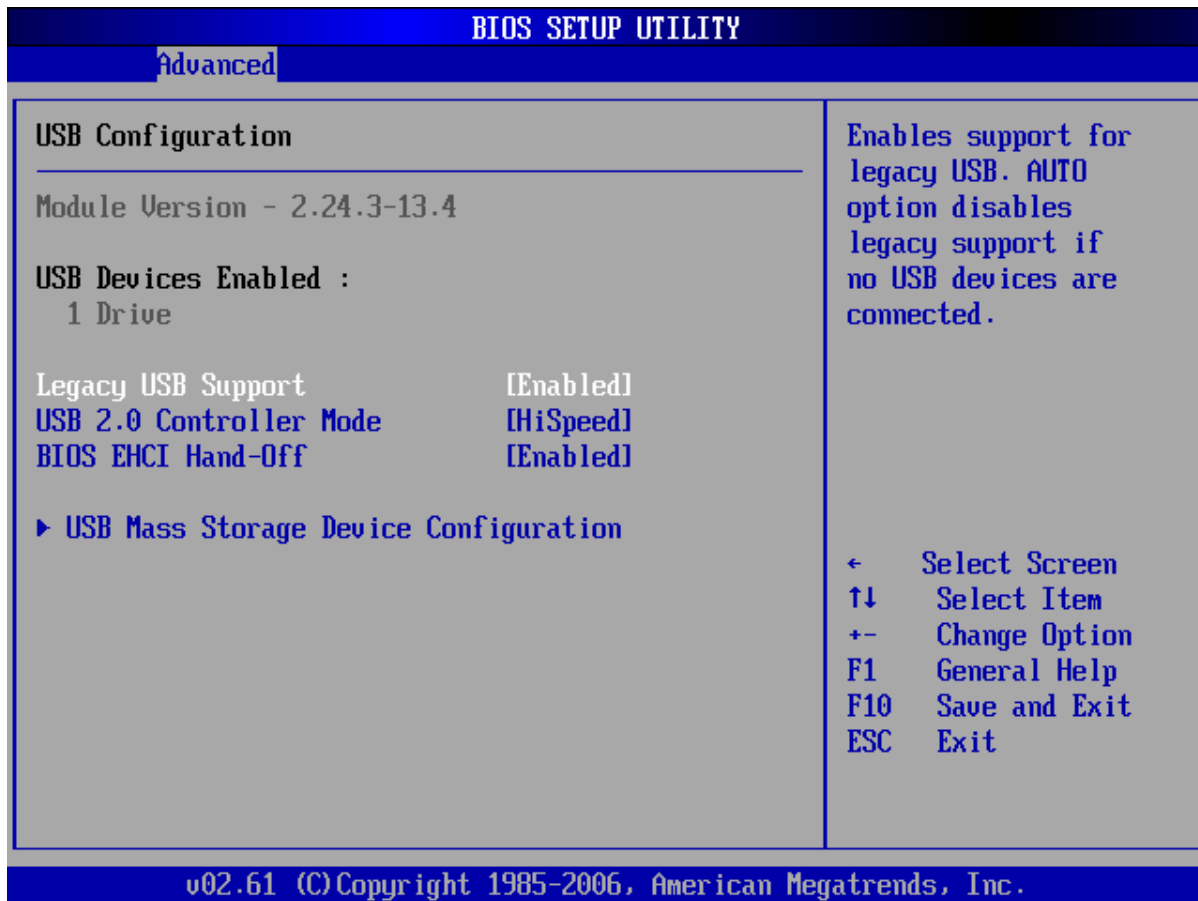 BIOS SETUP UTILITY
Advanced
USB Configuration
Module Version - 2.24.3-13.4
USB Devices Enabled :
1 Drive
Legacy USB Support [Enabled]
USB 2.0 Controller Mode [HiSpeed]
BIOS EHCI Hand-Off [Enabled]
▶ USB Mass Storage Device Configuration
Enables support for
legacy USB. AUTO
option disables
legacy support if
no USB devices are
connected.
← Select Screen
↑↓ Select Item
+- Change Option
F1 General Help
F10 Save and Exit
ESC Exit
v02.61 (C)Copyright 1985-2006, American Megatrends, Inc.